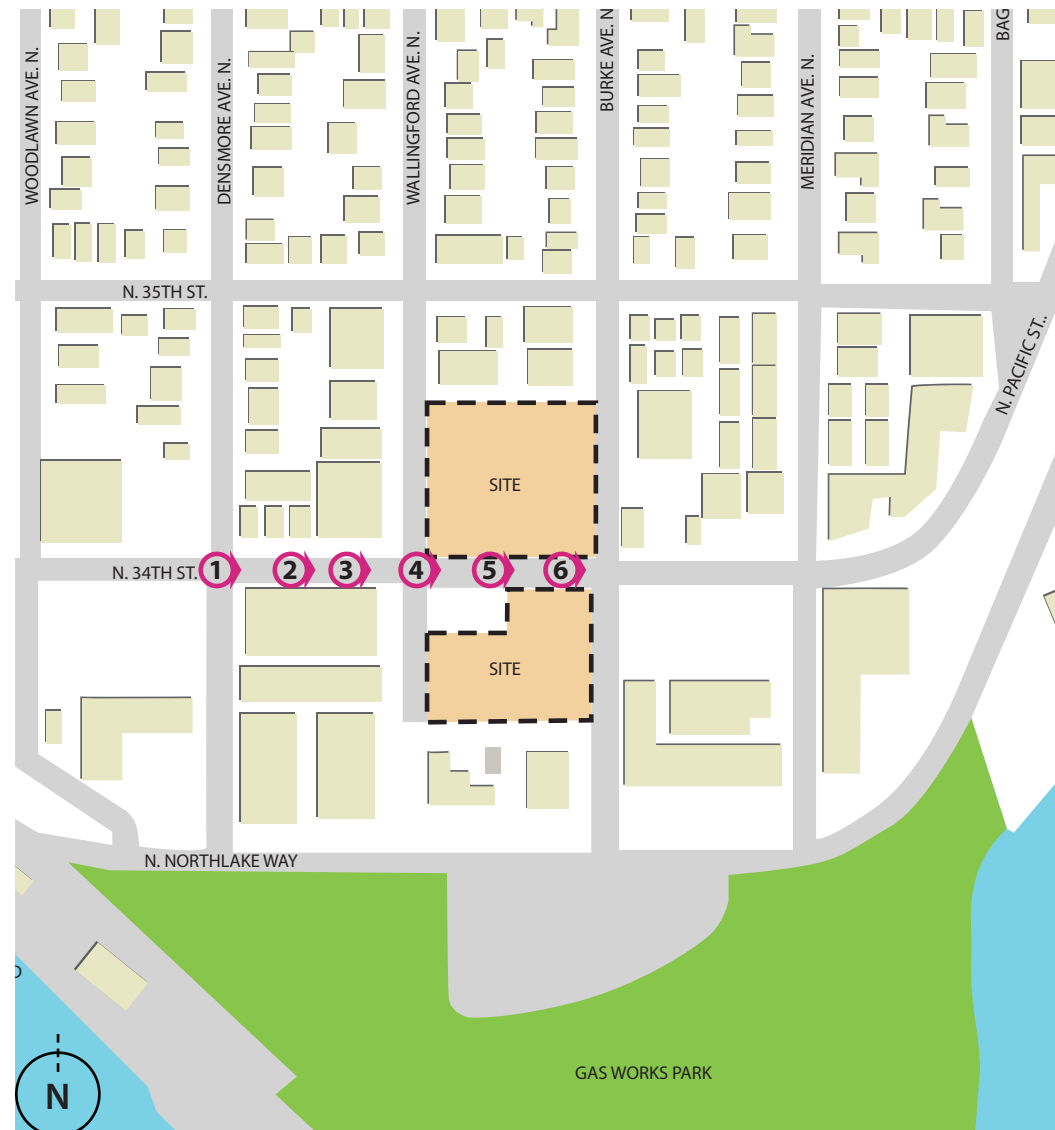 WOODLAWN AVE. N.
DENSMORE AVE. N.
WALLINGFORD AVE. N.
BURKE AVE. N
MERIDIAN AVE. N.
BAG
N. 35TH ST.
N. PACIFIC ST..
SITE
N. 34TH ST.
1
2
3
4
5
6
SITE
N. NORTHLAKE WAY
GAS WORKS PARK
N